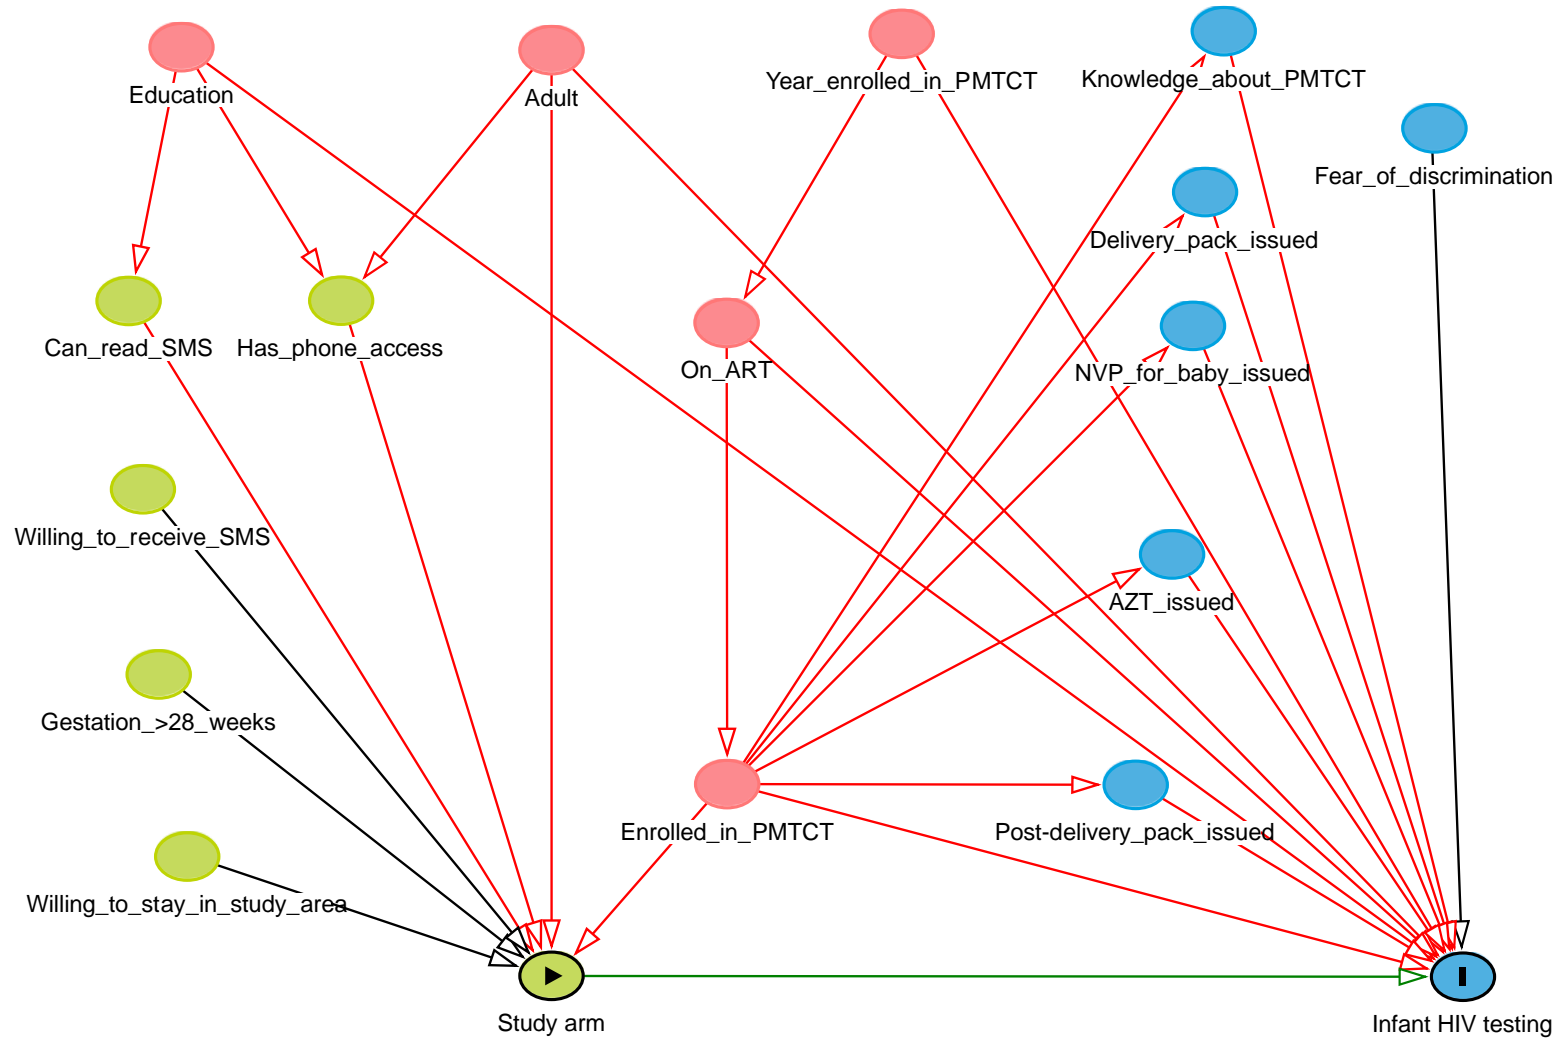 Education
Adult
Year_enrolled_in_PMTCT
Knowledge_about_PMTCT
Fear_of_discrimination
Delivery_pack_issued
Can_read_SMS
Has_phone_access
On_ART
NVP_for_baby_issued
Willing_to_receive_SMS
AZT_issued
Gestation_>28_weeks
Enrolled_in_PMTCT
Post-delivery_pack_issued
Willing_to_stay_in_study_area
Study arm
Infant HIV testing